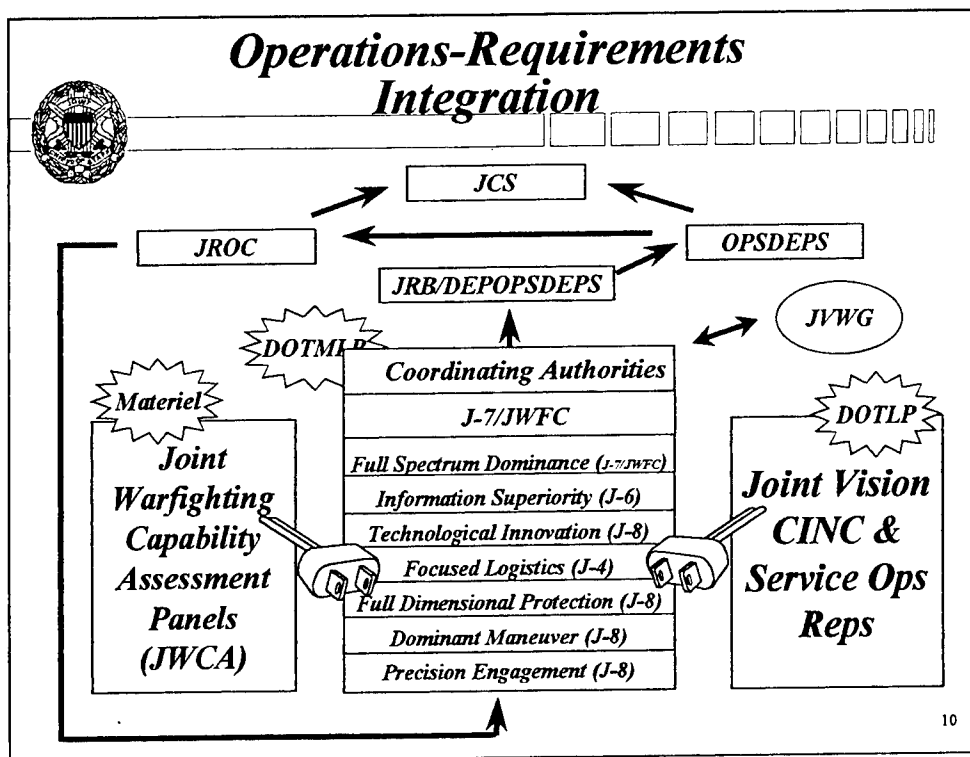 Operations-Requirements
Integration
JCS
JROC
OPSDEPS
JRB/DEPOPSDEPS
JVWG
DOTMLP
Coordinating Authorities
J-7/JWFC
Full Spectrum Dominance (J-7/JWFC)
Information Superiority (J-6)
Technological Innovation (J-8)
Focused Logistics (J-4)
Full Dimensional Protection (J-8)
Dominant Maneuver (J-8)
Precision Engagement (J-8)
Materiel
Joint
Warfighting
Capability
Assessment
Panels
(JWCA)
DOTLP
Joint Vision
CINC &
Service Ops
Reps
10